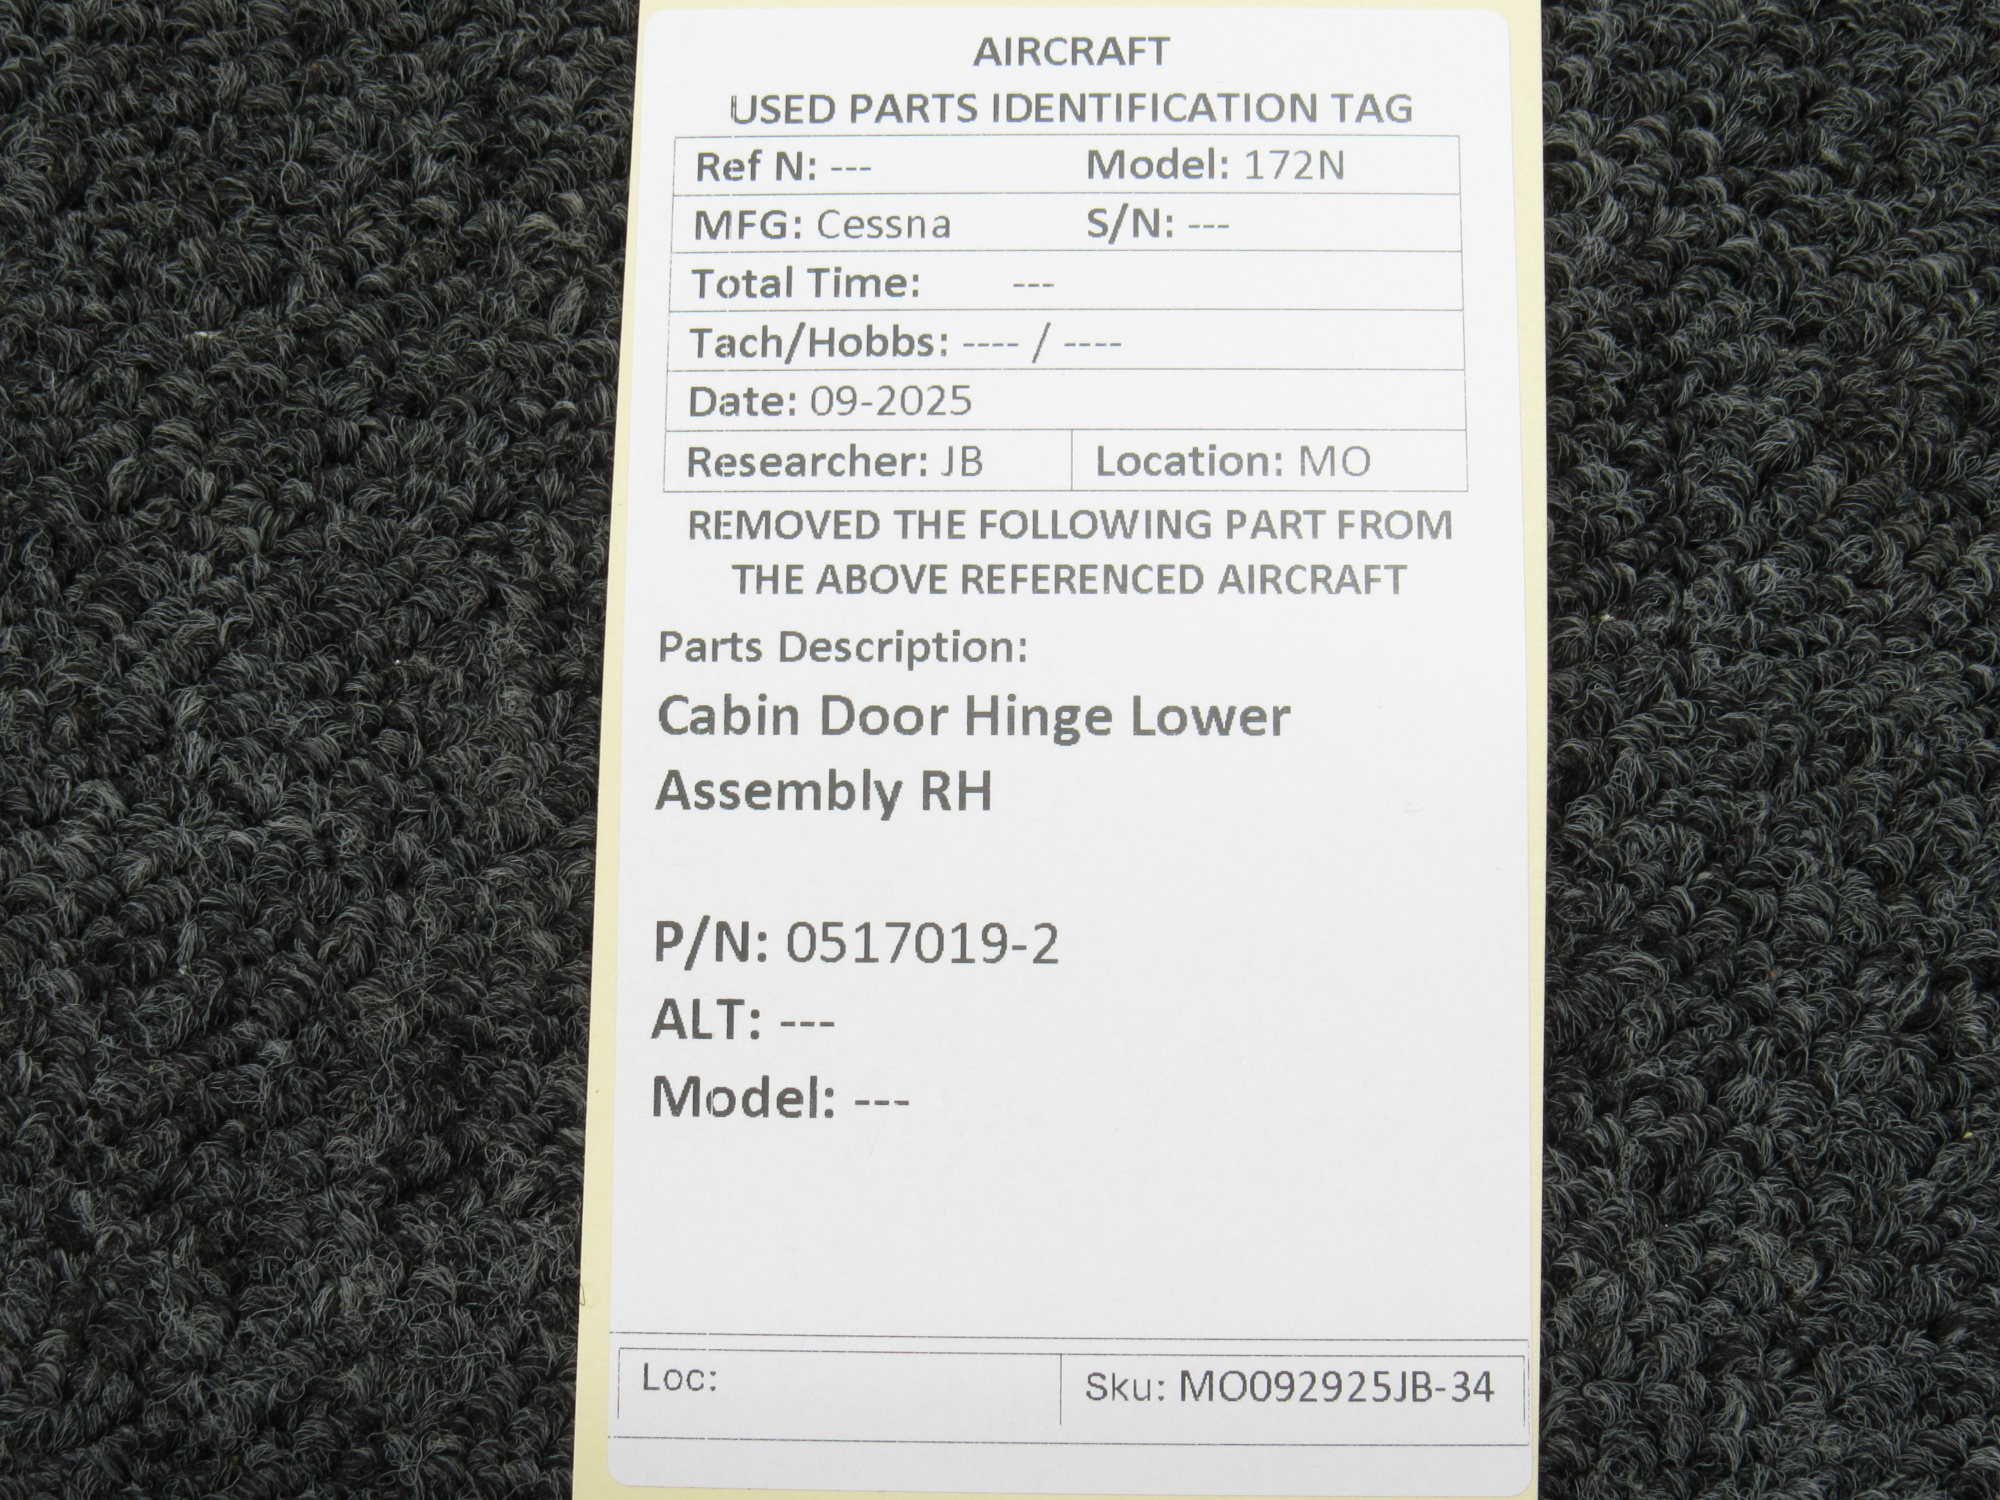 AIRCRAFT
USED PARTS IDENTIFICATION TAG
Ref N: --- Model: 172N
MFG: Cessna S/N: ---
Total Time: ---
Tach/Hobbs: ---- / ----
Date: 09-2025
Researcher: JB Location: MO
REMOVED THE FOLLOWING PART FROM
THE ABOVE REFERENCED AIRCRAFT
Parts Description:
Cabin Door Hinge Lower
Assembly RH
P/N: 0517019-2
ALT: ---
Model: ---
Loc: Sku: MO092925JB-34